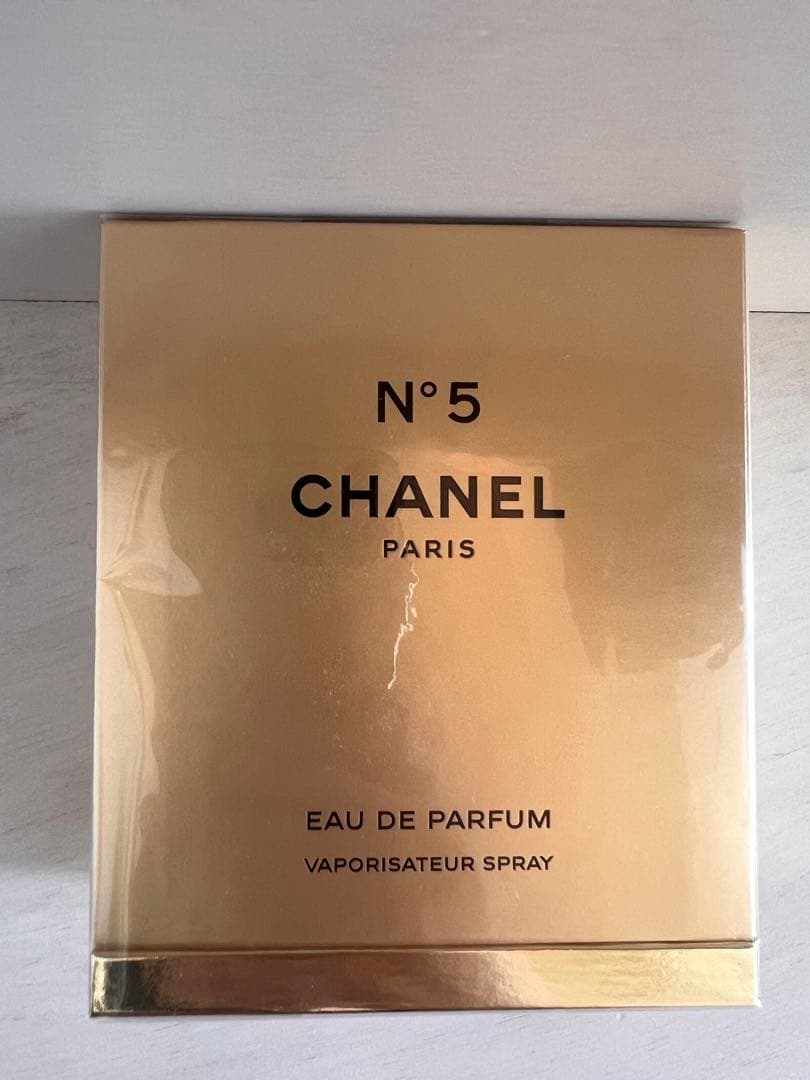 N° 5
CHANEL
PARIS
EAU DE PARFUM
VAPORISATEUR SPRAY